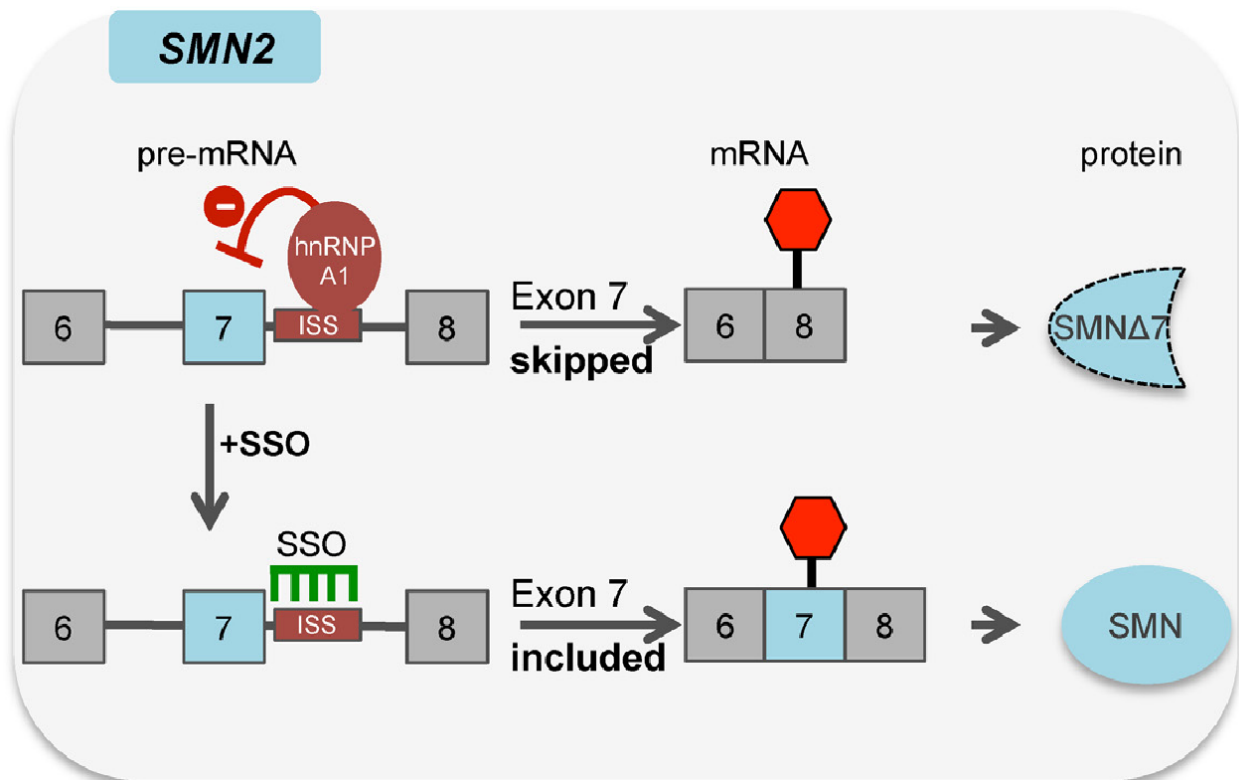 SMN2
pre-mRNA
mRNA
protein
−
hnRNP
A1
6
7
ISS
8
Exon 7
skipped
6
8
SMNΔ7
+SSO
SSO
6
7
ISS
8
Exon 7
included
6
7
8
SMN